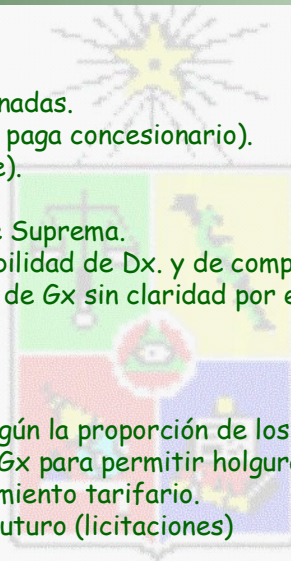 nadas.
paga concesionario).
e).
e Suprema.
bilidad de Dx. y de comp
de Gx sin claridad por e
gún la proporción de los
Gx para permitir holgur
miento tarifario.
uturo (licitaciones)